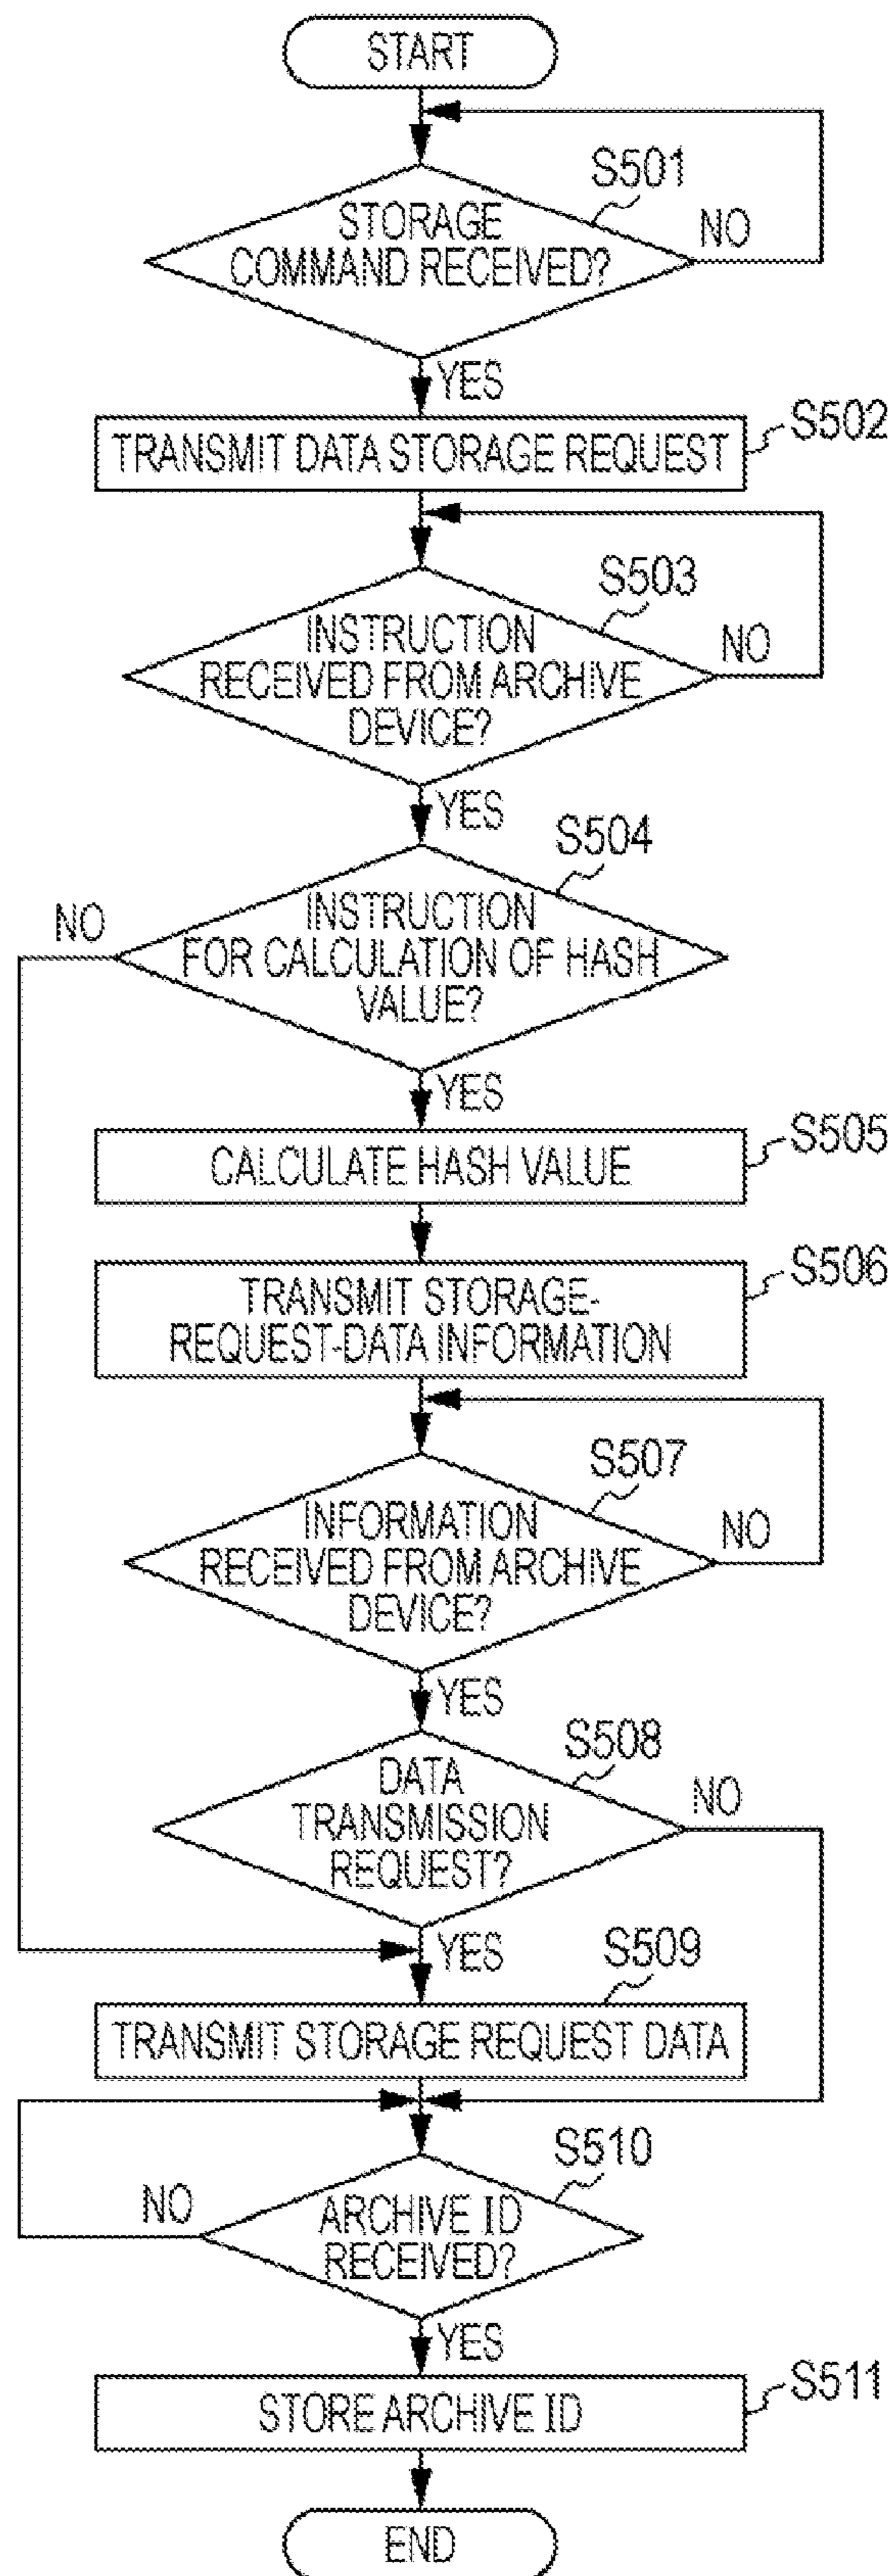 START
S501
STORAGE
COMMAND RECEIVED?
NO
YES
S502
TRANSMIT DATA STORAGE REQUEST
S503
INSTRUCTION
RECEIVED FROM ARCHIVE
DEVICE?
NO
YES
S504
INSTRUCTION
FOR CALCULATION OF HASH
VALUE?
NO
YES
S505
CALCULATE HASH VALUE
S506
TRANSMIT STORAGE-
REQUEST-DATA INFORMATION
S507
INFORMATION
RECEIVED FROM ARCHIVE
DEVICE?
NO
YES
S508
DATA
TRANSMISSION
REQUEST?
NO
YES
S509
TRANSMIT STORAGE REQUEST DATA
S510
ARCHIVE ID
RECEIVED?
NO
YES
S511
STORE ARCHIVE ID
END